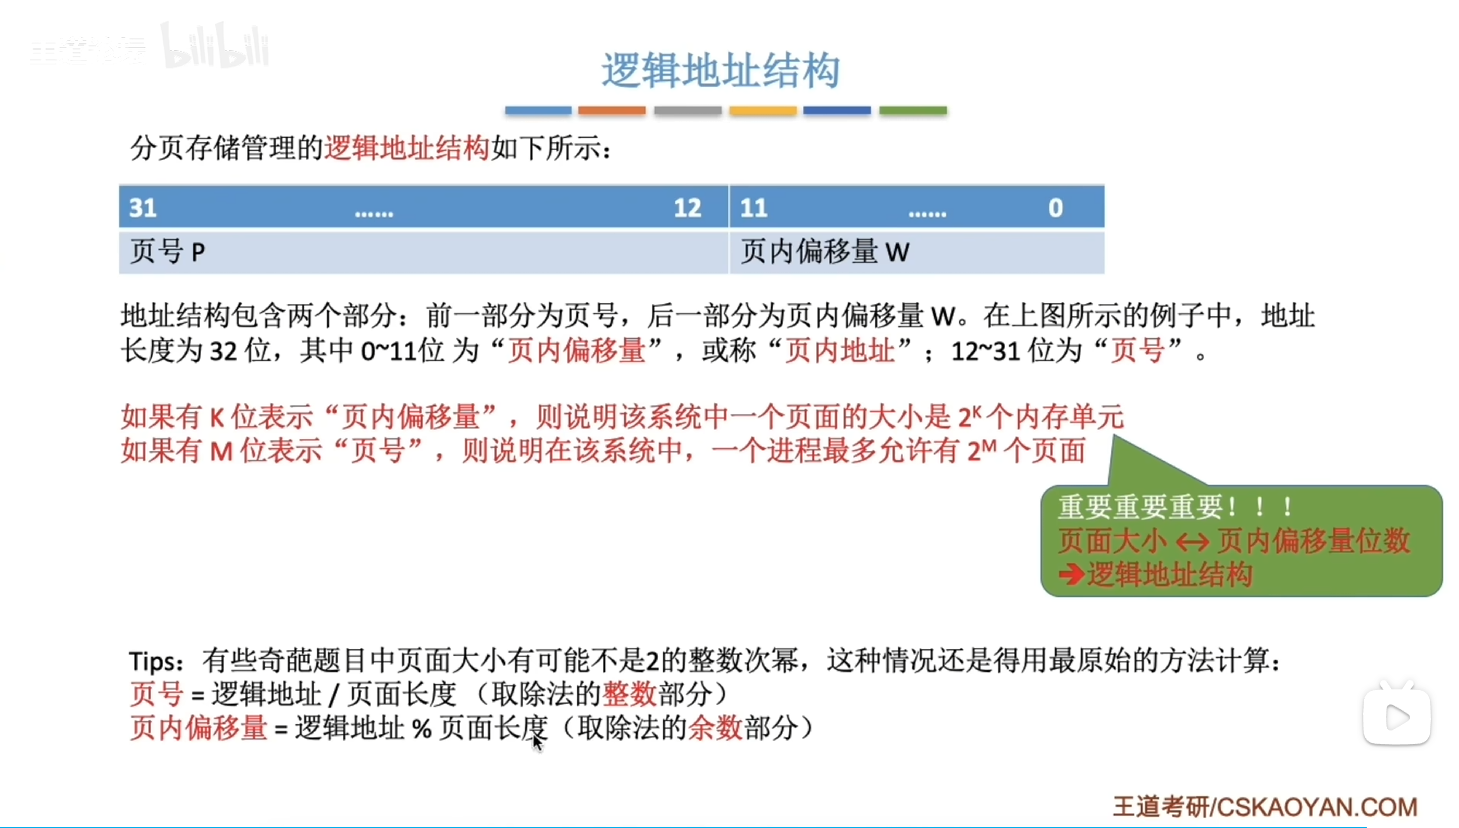 bilibili
逻辑地址结构
分页存储管理的逻辑地址结构如下所示：
31 …… 12 11 …… 0
页号 P 页内偏移量 W
地址结构包含两个部分：前一部分为页号，后一部分为页内偏移量 W。在上图所示的例子中，地址
长度为 32 位，其中 0~11位 为“页内偏移量”，或称“页内地址”；12~31 位为“页号”。
如果有 K 位表示“页内偏移量”，则说明该系统中一个页面的大小是 2ᴷ 个内存单元
如果有 M 位表示“页号”，则说明在该系统中，一个进程最多允许有 2ᴹ 个页面
重要重要重要！！！
页面大小 ↔ 页内偏移量位数
➔逻辑地址结构
Tips：有些奇葩题目中页面大小有可能不是2的整数次幂，这种情况还是得用最原始的方法计算：
页号 = 逻辑地址 / 页面长度 （取除法的整数部分）
页内偏移量 = 逻辑地址 % 页面长度（取除法的余数部分）
王道考研/CSKAOYAN.COM